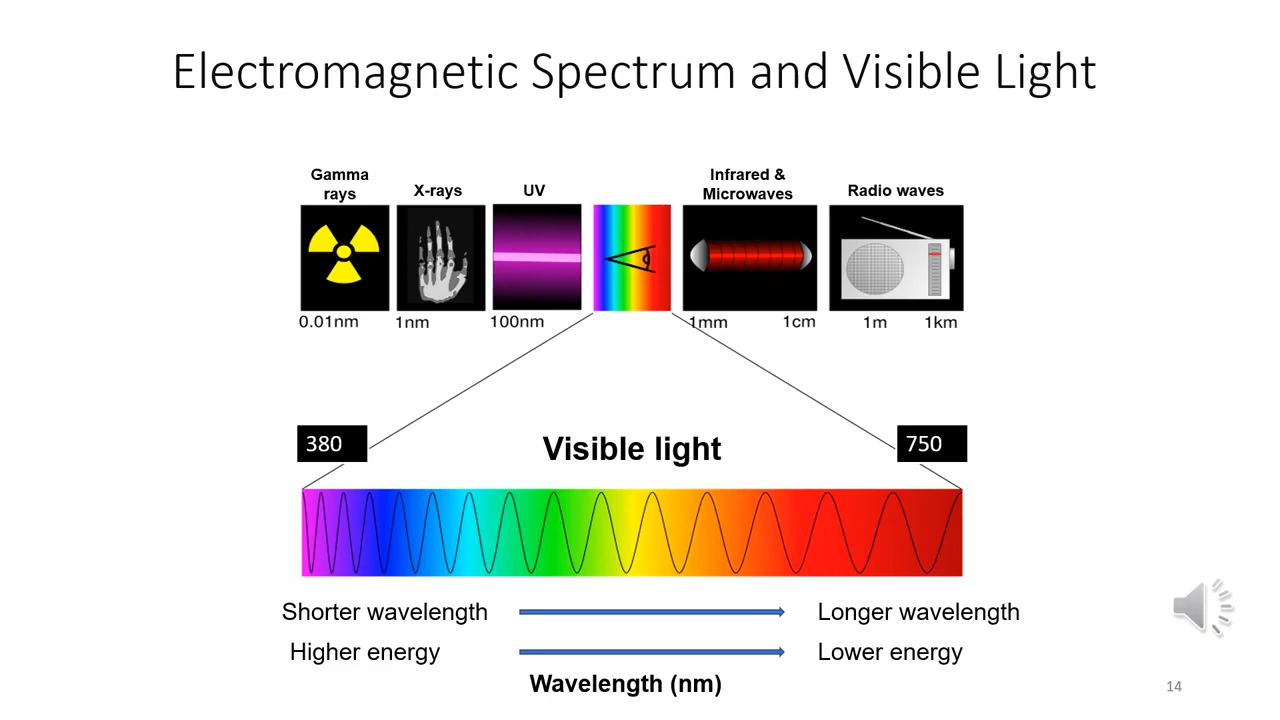 Electromagnetic Spectrum and Visible Light
Gamma
rays
X-rays
UV
Infrared &
Microwaves
Radio waves
0.01nm
1nm
100nm
1mm
1cm
1m
1km
380
Visible light
750
Shorter wavelength
Longer wavelength
Higher energy
Lower energy
Wavelength (nm)
14